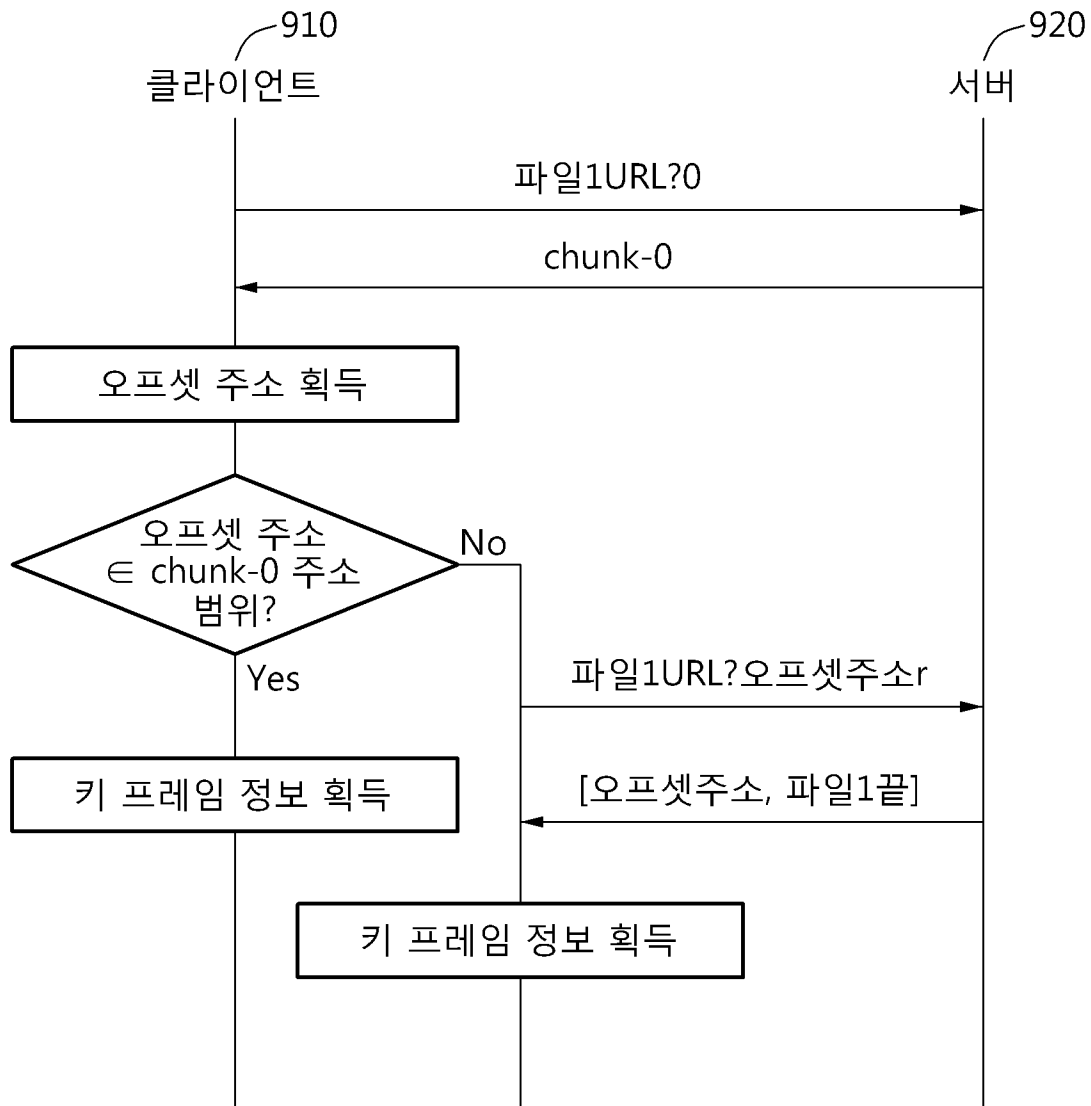 910
920
클라이언트
서버
파일1URL?0
chunk-0
오프셋 주소 획득
오프셋 주소
∈ chunk-0 주소
범위?
No
Yes
파일1URL?오프셋주소r
키 프레임 정보 획득
[오프셋주소, 파일1끝]
키 프레임 정보 획득